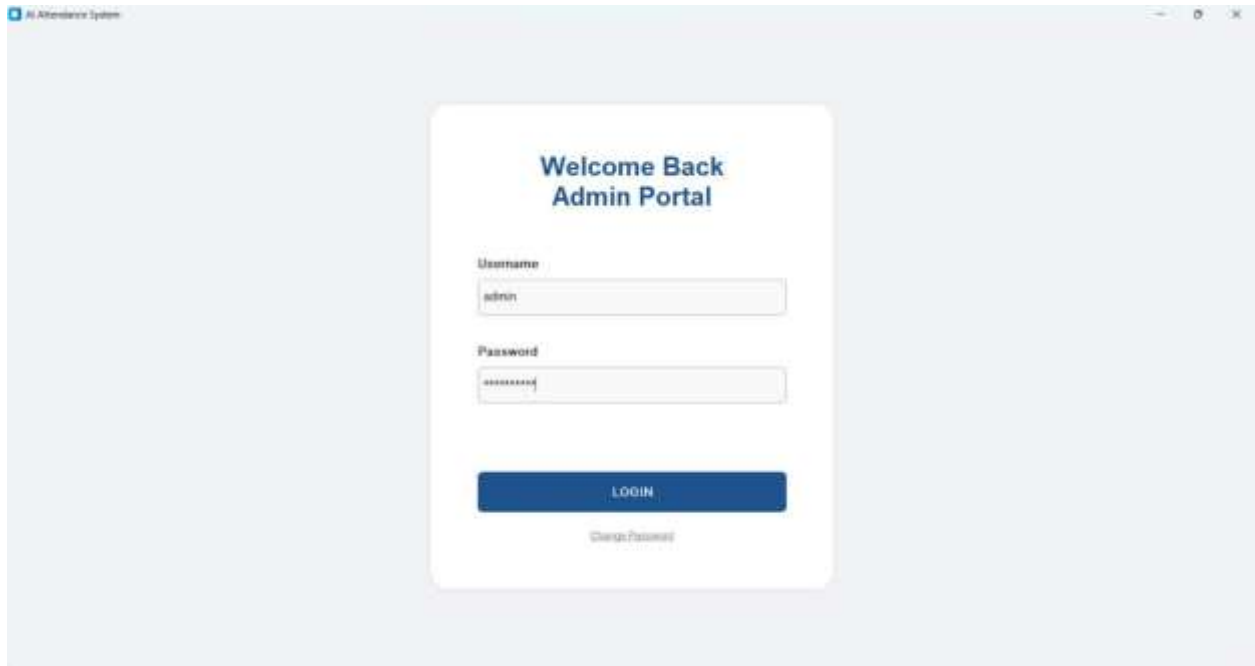 AI Attendance System
Welcome Back
Admin Portal
Username
admin
Password
**********
LOGIN
Change Password